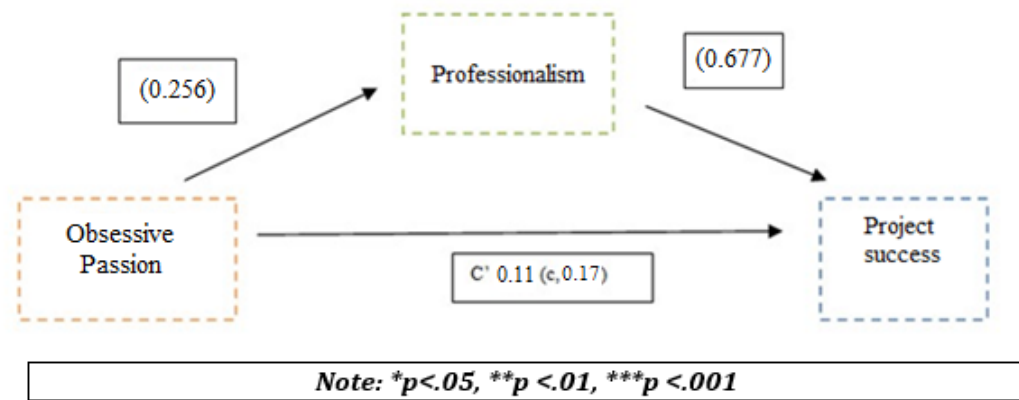 Professionalism
(0.256)
(0.677)
Obsessive
Passion
Project
success
C' 0.11 (c, 0.17)
Note: *p<.05, **p <.01, ***p <.001